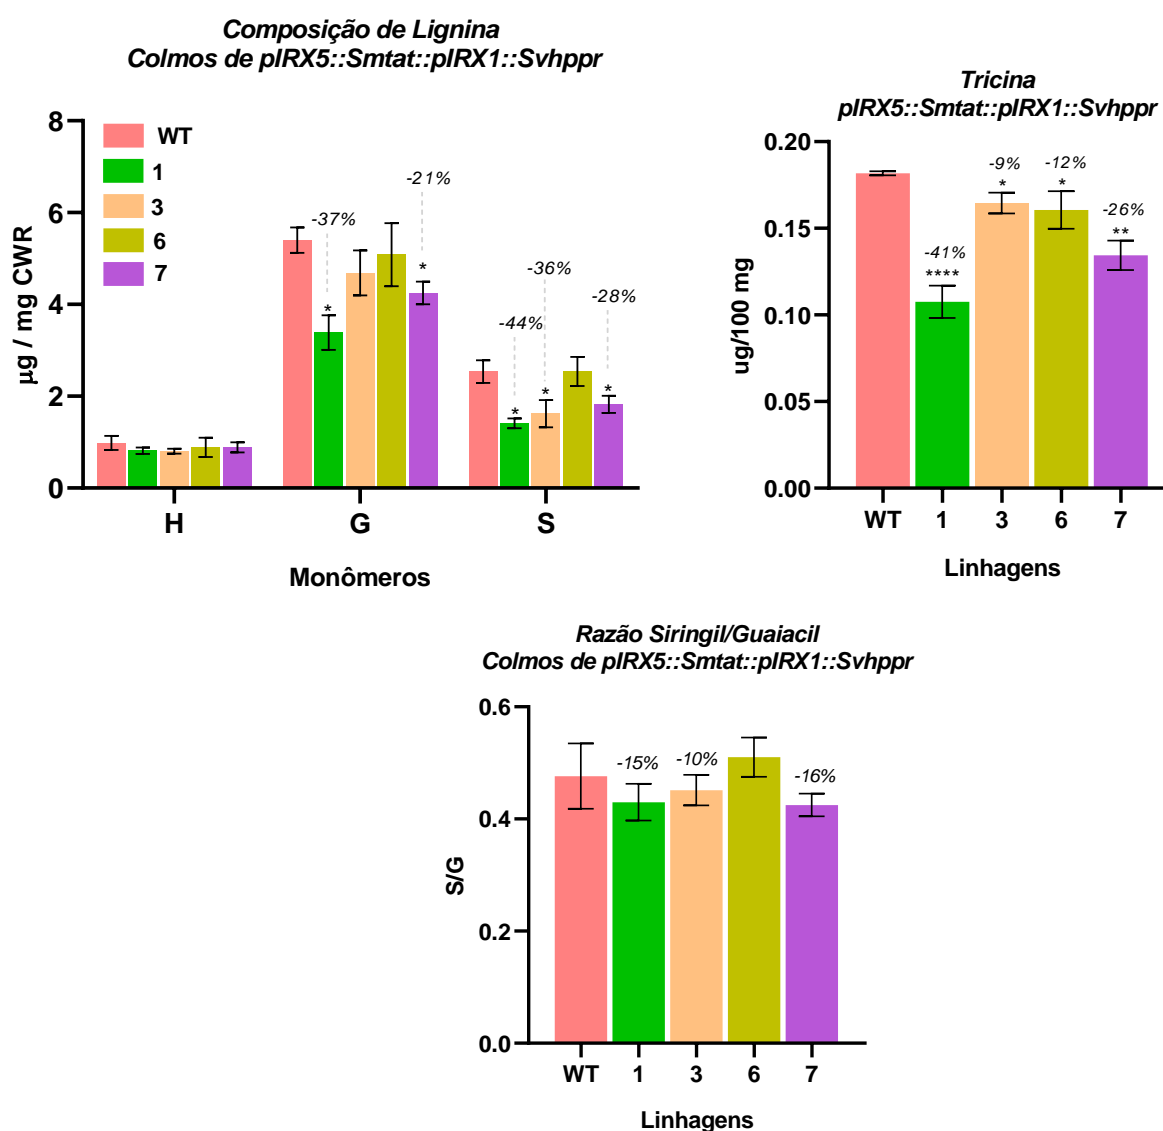 Composição de Lignina
Colmos de pIRX5::Smtat::pIRX1::Svhppr
8
6
4
2
0
µg / mg CWR
WT
1
3
6
7
-37%
*
-21%
*
-44%
*
-36%
*
-28%
*
H G S
Monômeros
Tricina
pIRX5::Smtat::pIRX1::Svhppr
0.20
0.15
0.10
0.05
0.00
ug/100 mg
-41%
****
-9%
*
-12%
*
-26%
**
WT 1 3 6 7
Linhagens
Razão Siringil/Guaiacil
Colmos de pIRX5::Smtat::pIRX1::Svhppr
0.6
0.4
0.2
0.0
S/G
-15%
-10%
-16%
WT 1 3 6 7
Linhagens